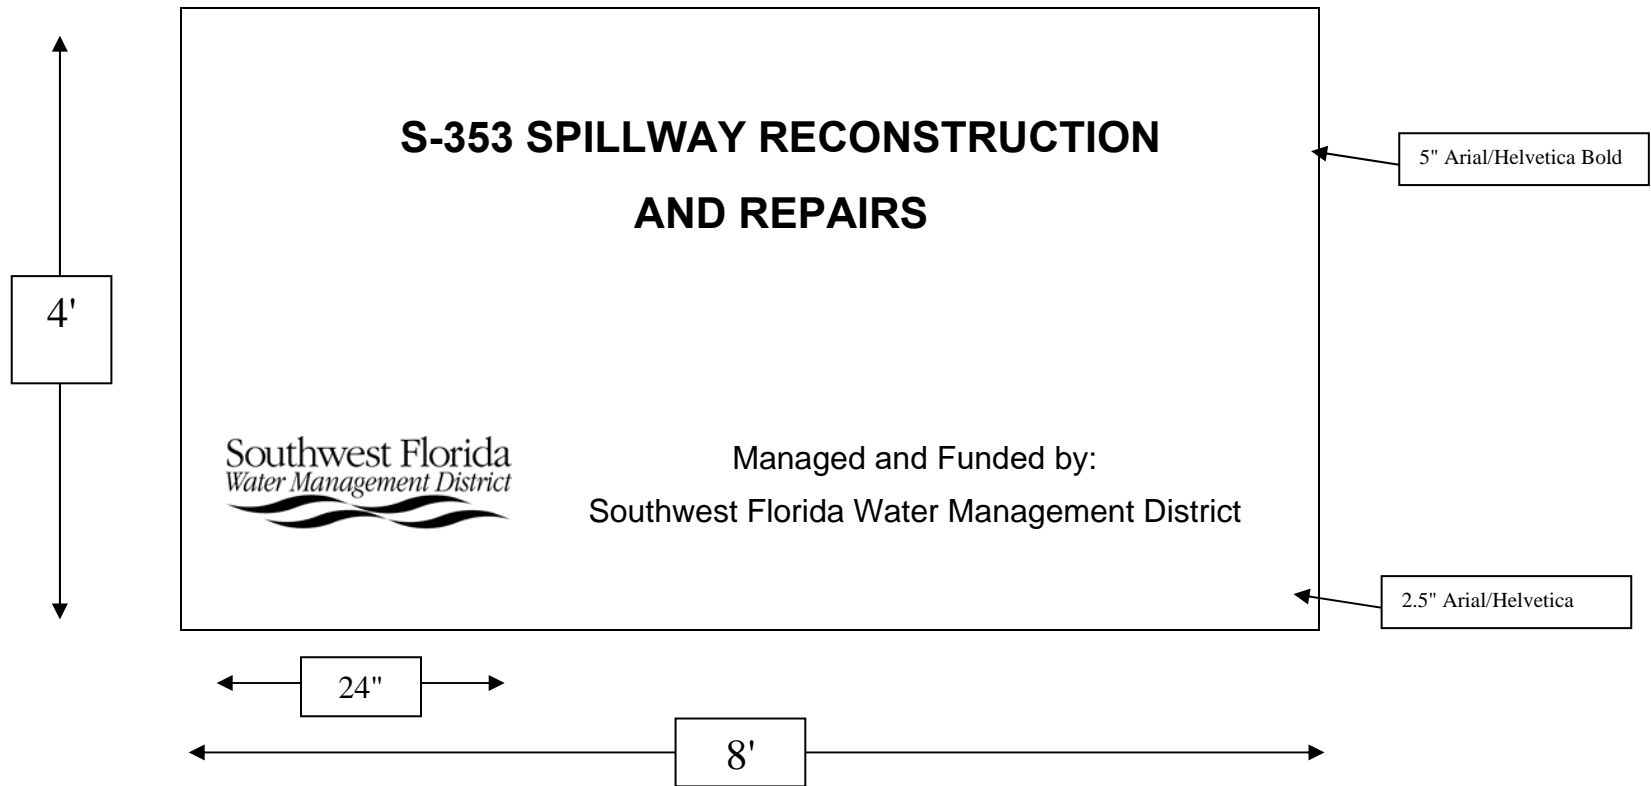 S-353 SPILLWAY RECONSTRUCTION
AND REPAIRS
5" Arial/Helvetica Bold
4'
Southwest Florida
Water Management District
Managed and Funded by:
Southwest Florida Water Management District
2.5" Arial/Helvetica
24"
8'